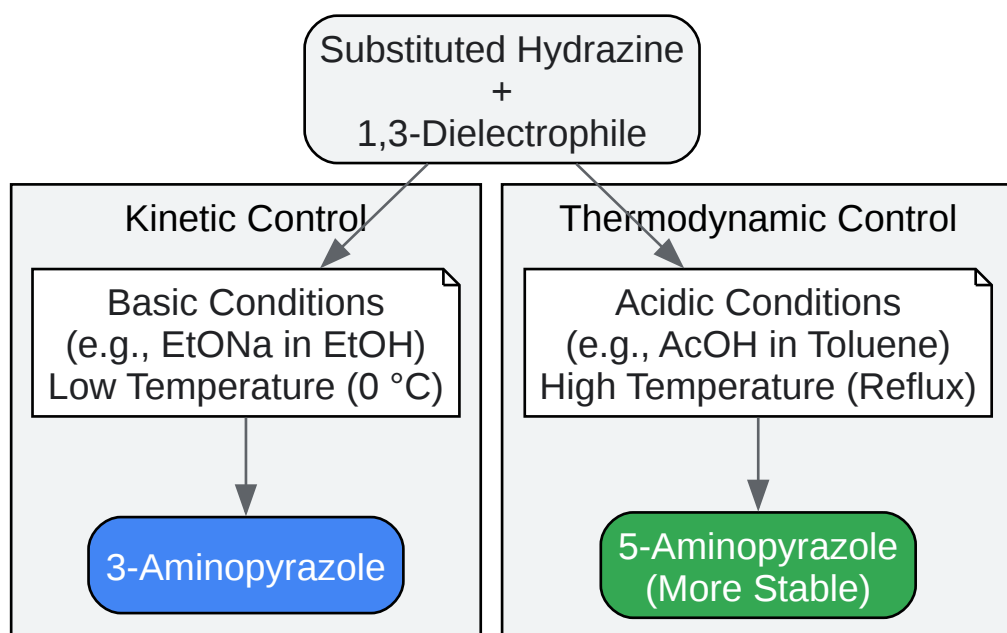 Substituted Hydrazine
+
1,3-Dielectrophile
Kinetic Control
Basic Conditions
(e.g., EtONa in EtOH)
Low Temperature (0 °C)
3-Aminopyrazole
Thermodynamic Control
Acidic Conditions
(e.g., AcOH in Toluene)
High Temperature (Reflux)
5-Aminopyrazole
(More Stable)